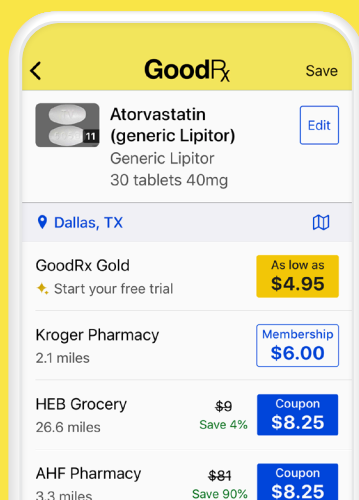 GoodRx
Save
Atorvastatin
(generic Lipitor)
Edit
11
Generic Lipitor
30 tablets 40mg
Dallas, TX
GoodRx Gold
Start your free trial
As low as
$4.95
Kroger Pharmacy
2.1 miles
Membership
$6.00
HEB Grocery
26.6 miles
$9
Save 4%
Coupon
$8.25
AHF Pharmacy
3.3 miles
$81
Save 90%
Coupon
$8.25